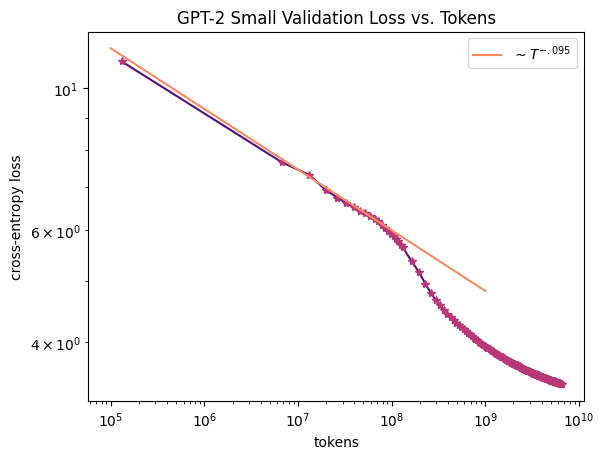 GPT-2 Small Validation Loss vs. Tokens
~ T^{-.095}
10^1
6 × 10^0
4 × 10^0
cross-entropy loss
10^5 10^6 10^7 10^8 10^9 10^10
tokens